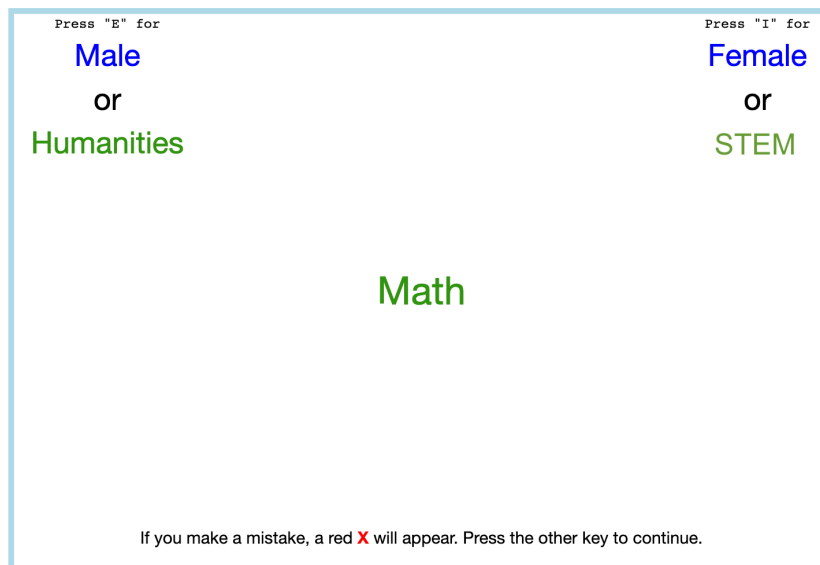 Press "E" for
Male
or
Humanities
Press "I" for
Female
or
STEM
Math
If you make a mistake, a red X will appear. Press the other key to continue.